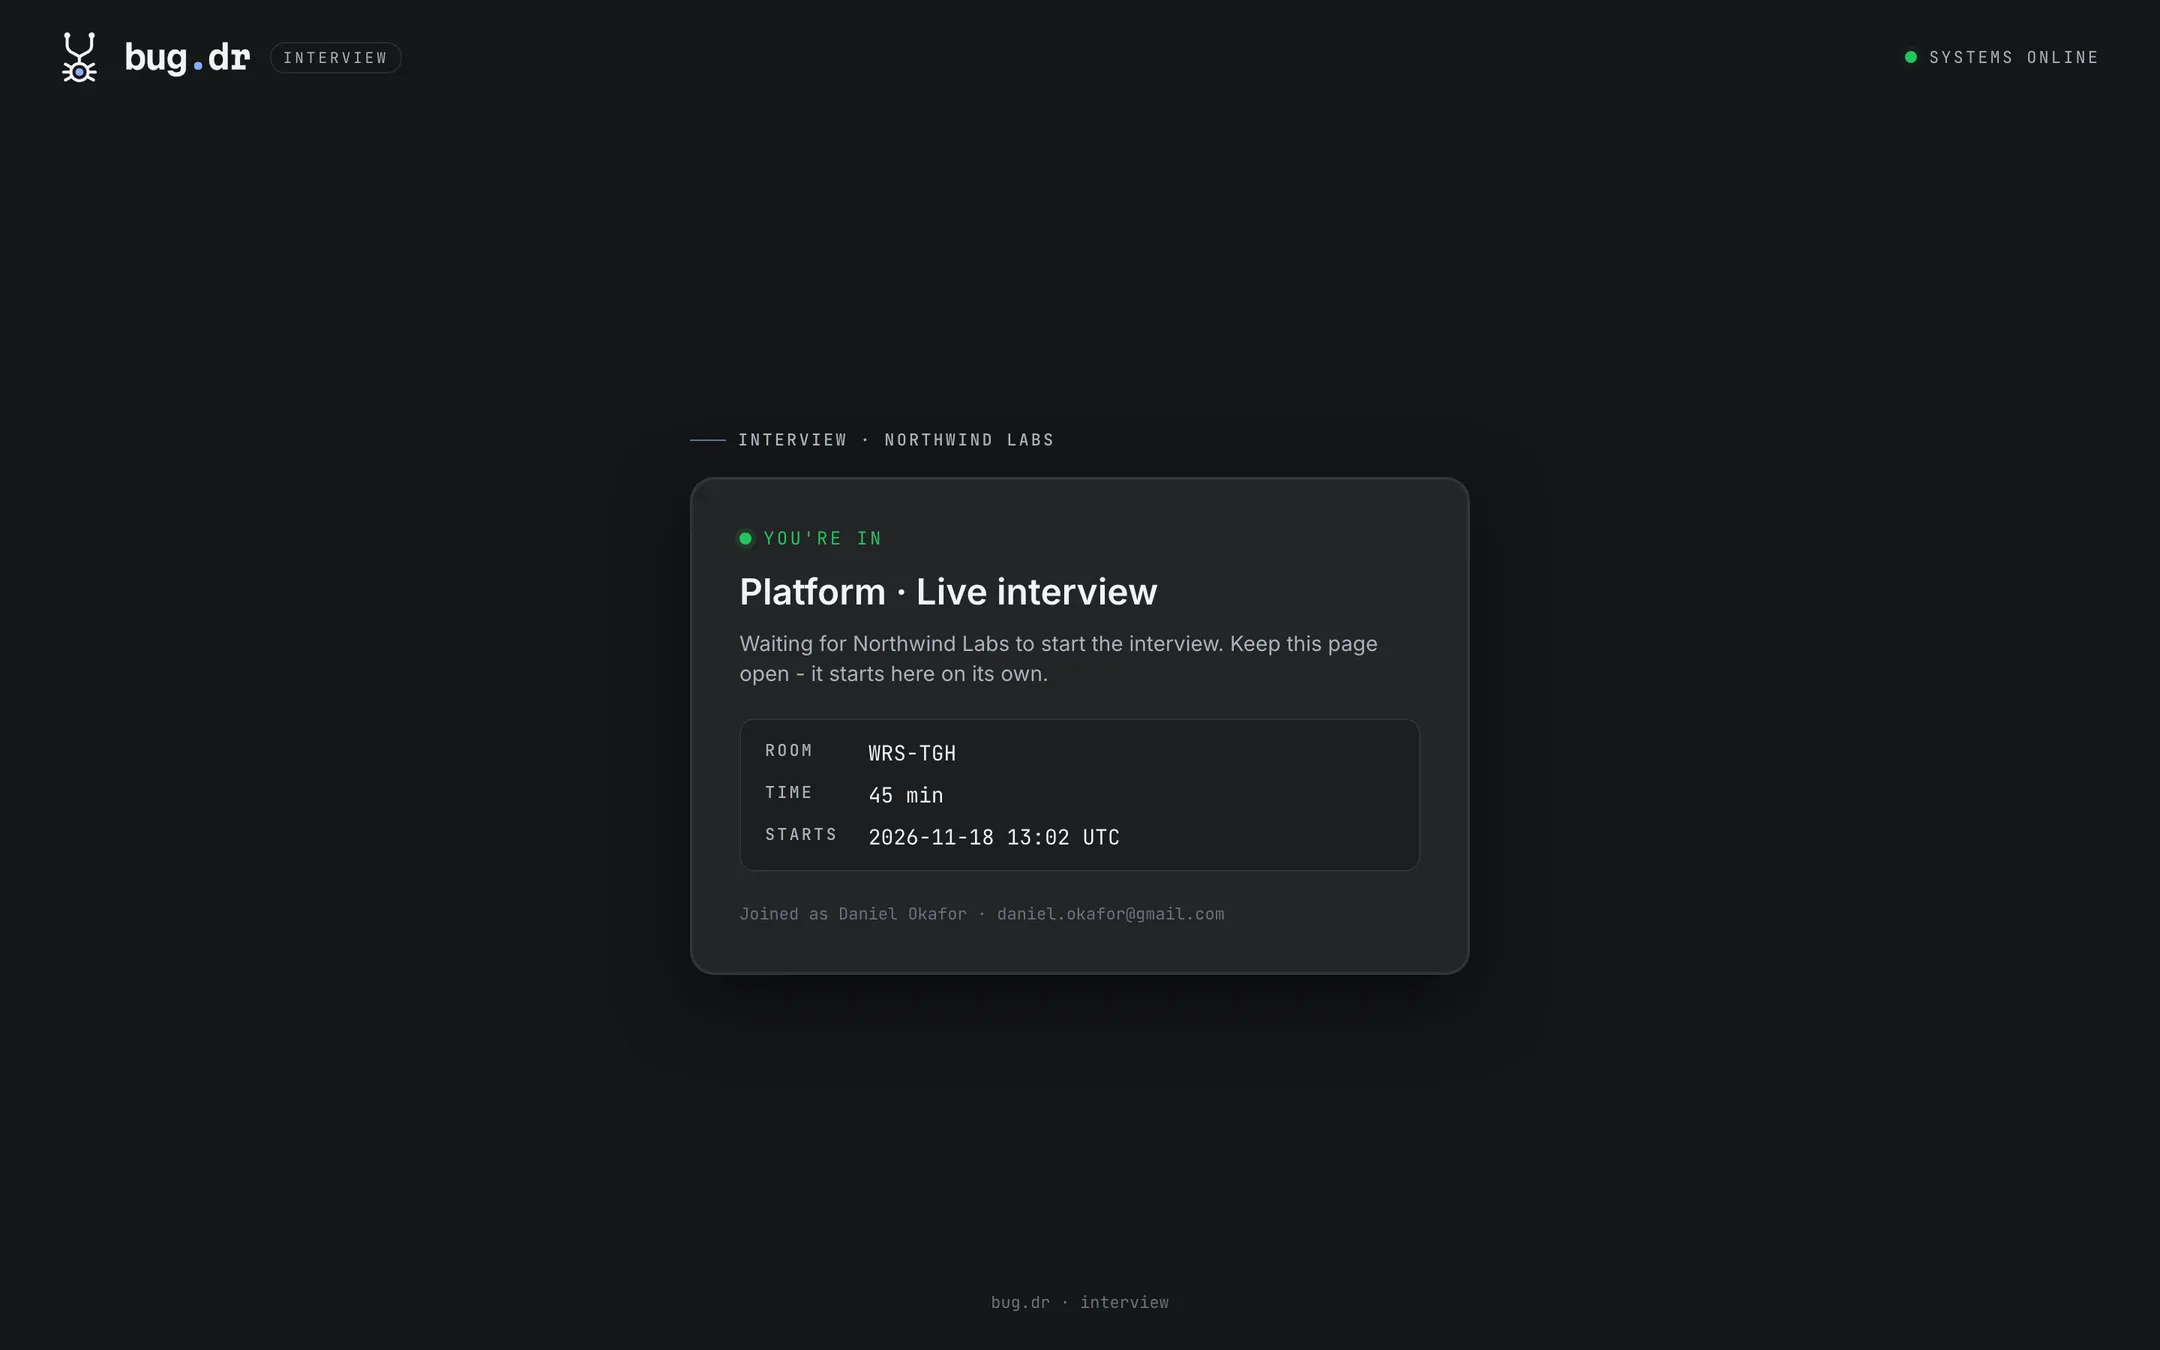 bug.dr INTERVIEW
SYSTEMS ONLINE
INTERVIEW · NORTHWIND LABS
YOU'RE IN
Platform · Live interview
Waiting for Northwind Labs to start the interview. Keep this page
open - it starts here on its own.
ROOM WRS-TGH
TIME 45 min
STARTS 2026-11-18 13:02 UTC
Joined as Daniel Okafor · daniel.okafor@gmail.com
bug.dr · interview